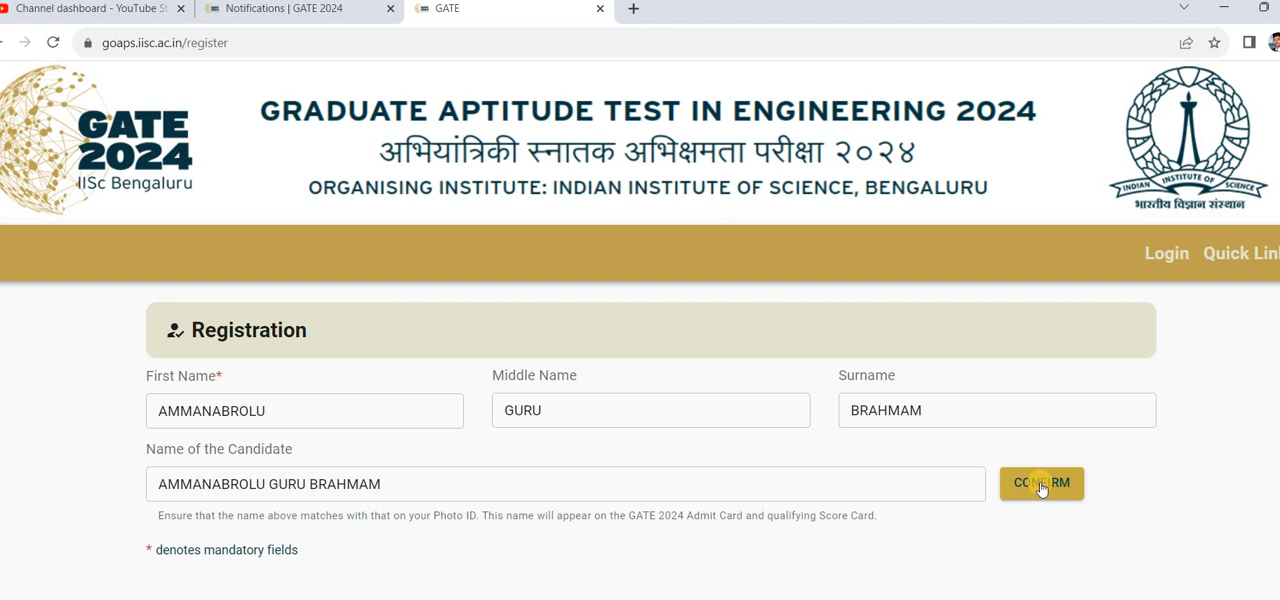 Channel dashboard - YouTube St
Notifications | GATE 2024
GATE
goaps.iisc.ac.in/register
GATE
2024
IISc Bengaluru
GRADUATE APTITUDE TEST IN ENGINEERING 2024
अभियांत्रिकी स्नातक अभिक्षमता परीक्षा २०२४
ORGANISING INSTITUTE: INDIAN INSTITUTE OF SCIENCE, BENGALURU
INDIAN INSTITUTE OF SCIENCE
भारतीय विज्ञान संस्थान
Login Quick Lin
Registration
First Name* Middle Name Surname
AMMANABROLU GURU BRAHMAM
Name of the Candidate
AMMANABROLU GURU BRAHMAM
CONFIRM
Ensure that the name above matches with that on your Photo ID. This name will appear on the GATE 2024 Admit Card and qualifying Score Card.
* denotes mandatory fields